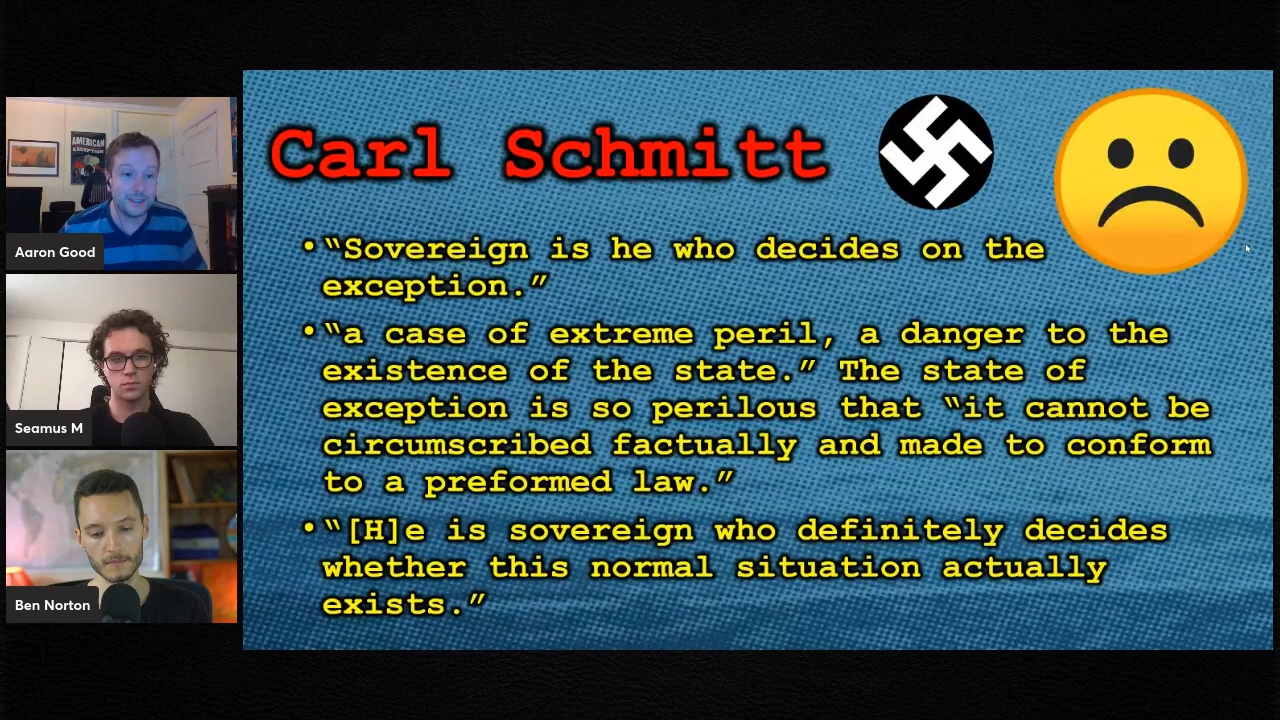 AMERICAN
EXCEPTION
Aaron Good
Seamus M
Ben Norton
Carl Schmitt
• “Sovereign is he who decides on the
exception.”
• “a case of extreme peril, a danger to the
existence of the state.” The state of
exception is so perilous that “it cannot be
circumscribed factually and made to conform
to a preformed law.”
• “[H]e is sovereign who definitely decides
whether this normal situation actually
exists.”